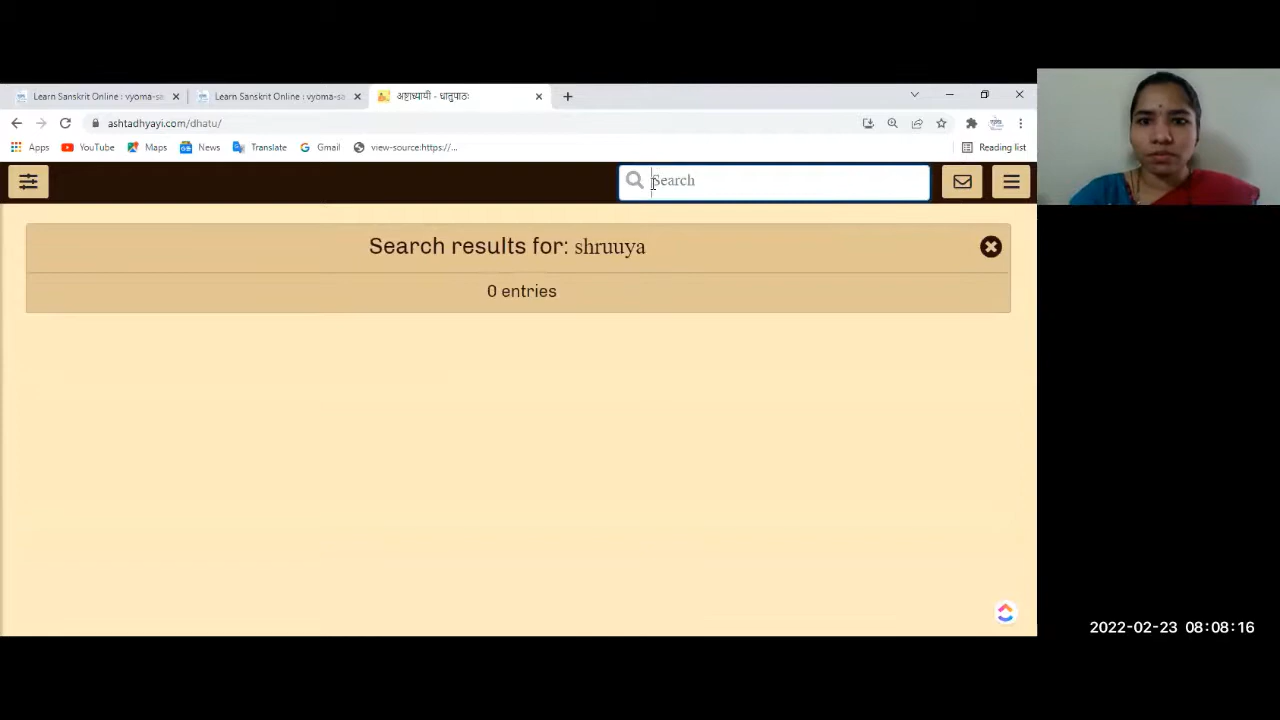 Learn Sanskrit Online : vyoma-sa
Learn Sanskrit Online : vyoma-sa
अष्टाध्यायी - धातुपाठः
ashtadhyayi.com/dhatu/
Apps
YouTube
Maps
News
Translate
Gmail
view-source:https://...
Reading list
Search
Search results for: shruuya
0 entries
2022-02-23 08:08:16